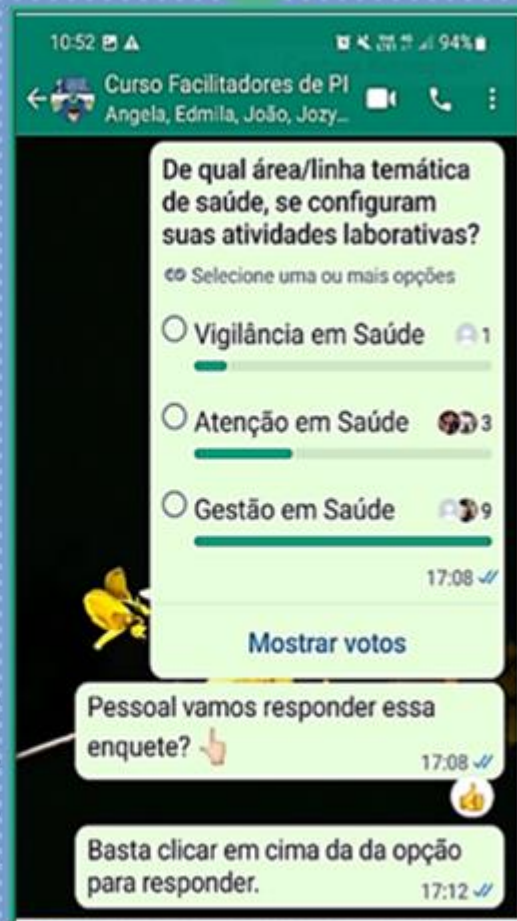 10:52
94%
Curso Facilitadores de PI
Angela, Edmila, João, Jozy...
De qual área/linha temática
de saúde, se configuram
suas atividades laborativas?
Selecione uma ou mais opções
Vigilância em Saúde 1
Atenção em Saúde 3
Gestão em Saúde 9
17:08
Mostrar votos
Pessoal vamos responder essa
enquete?
17:08
Basta clicar em cima da da opção
para responder.
17:12